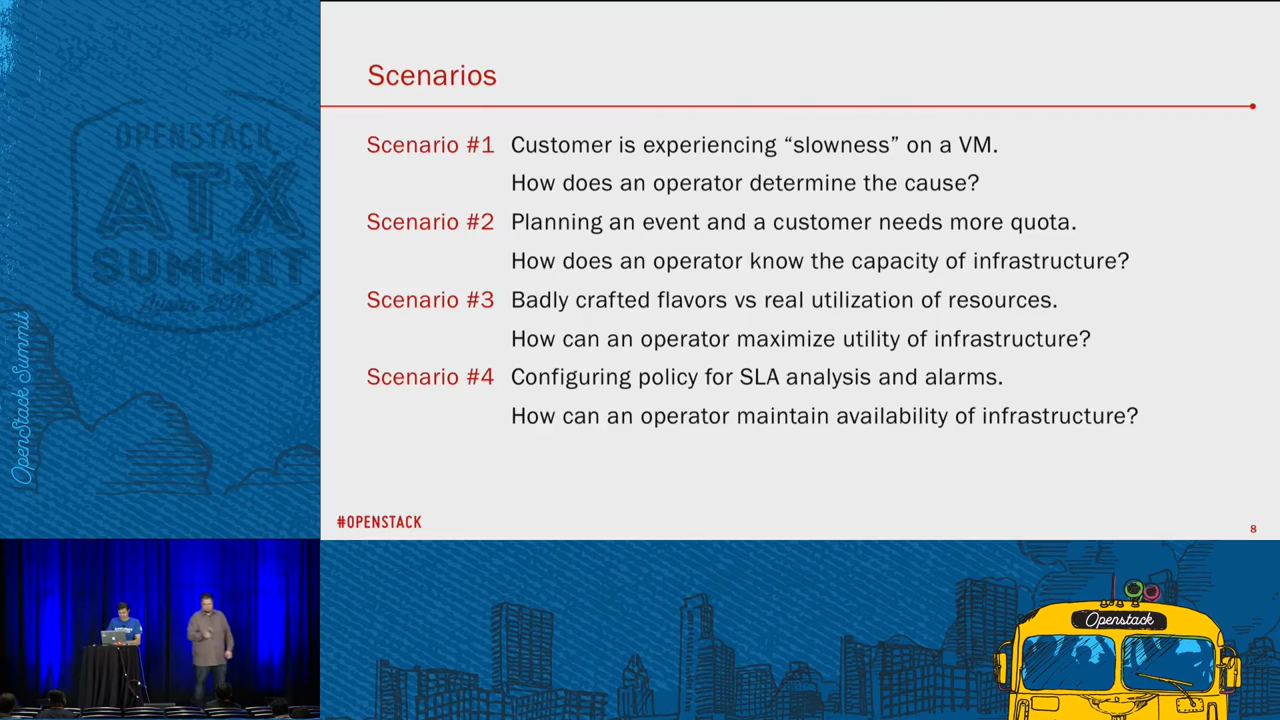 OPENSTACK
ATX
SUMMIT
Austin 2016
OpenStack Summit
Scenarios
Scenario #1 Customer is experiencing “slowness” on a VM.
How does an operator determine the cause?
Scenario #2 Planning an event and a customer needs more quota.
How does an operator know the capacity of infrastructure?
Scenario #3 Badly crafted flavors vs real utilization of resources.
How can an operator maximize utility of infrastructure?
Scenario #4 Configuring policy for SLA analysis and alarms.
How can an operator maintain availability of infrastructure?
#OPENSTACK
8
Openstack